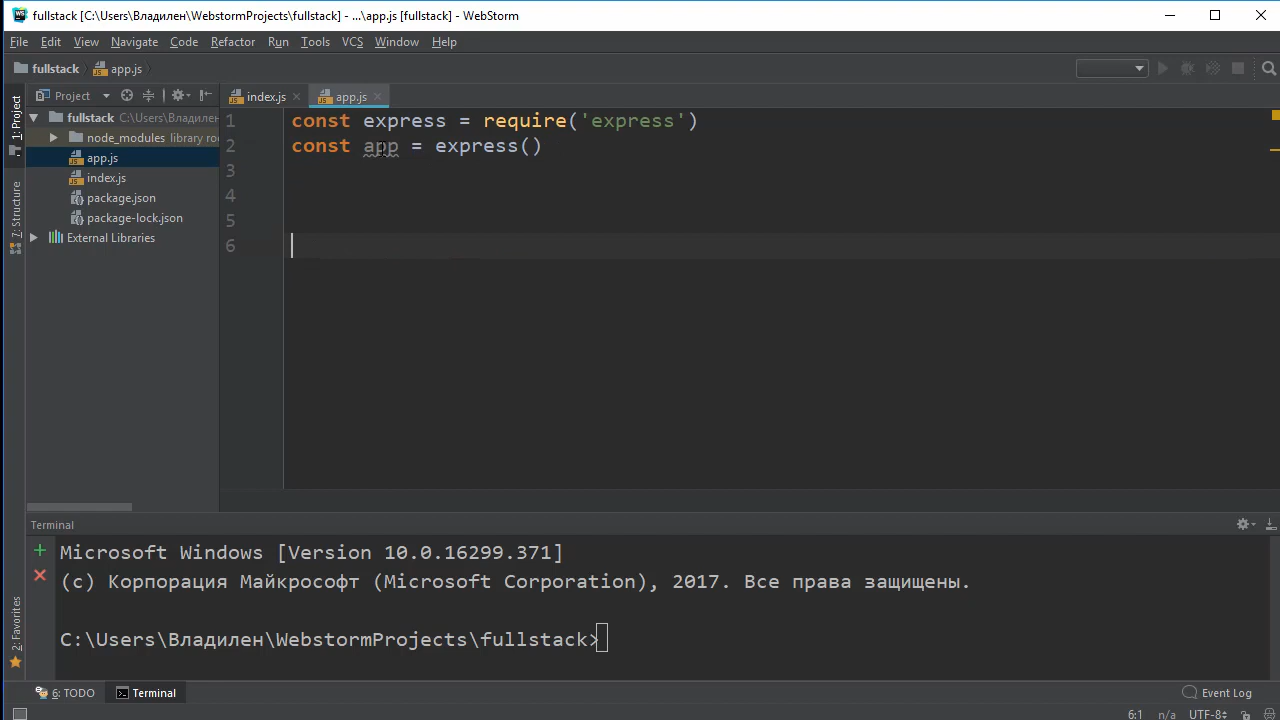 fullstack [C:\Users\Владилен\WebstormProjects\fullstack] - ...\app.js [fullstack] - WebStorm
File Edit View Navigate Code Refactor Run Tools VCS Window Help
fullstack app.js
1: Project
7: Structure
2: Favorites
Project
fullstack C:\Users\Владилен\
node_modules library roo
app.js
index.js
package.json
package-lock.json
External Libraries
index.js app.js
1 const express = require('express')
2 const app = express()
3
4
5
6
Terminal
Microsoft Windows [Version 10.0.16299.371]
(c) Корпорация Майкрософт (Microsoft Corporation), 2017. Все права защищены.
C:\Users\Владилен\WebstormProjects\fullstack>
6: TODO Terminal Event Log
6:1 n/a UTF-8